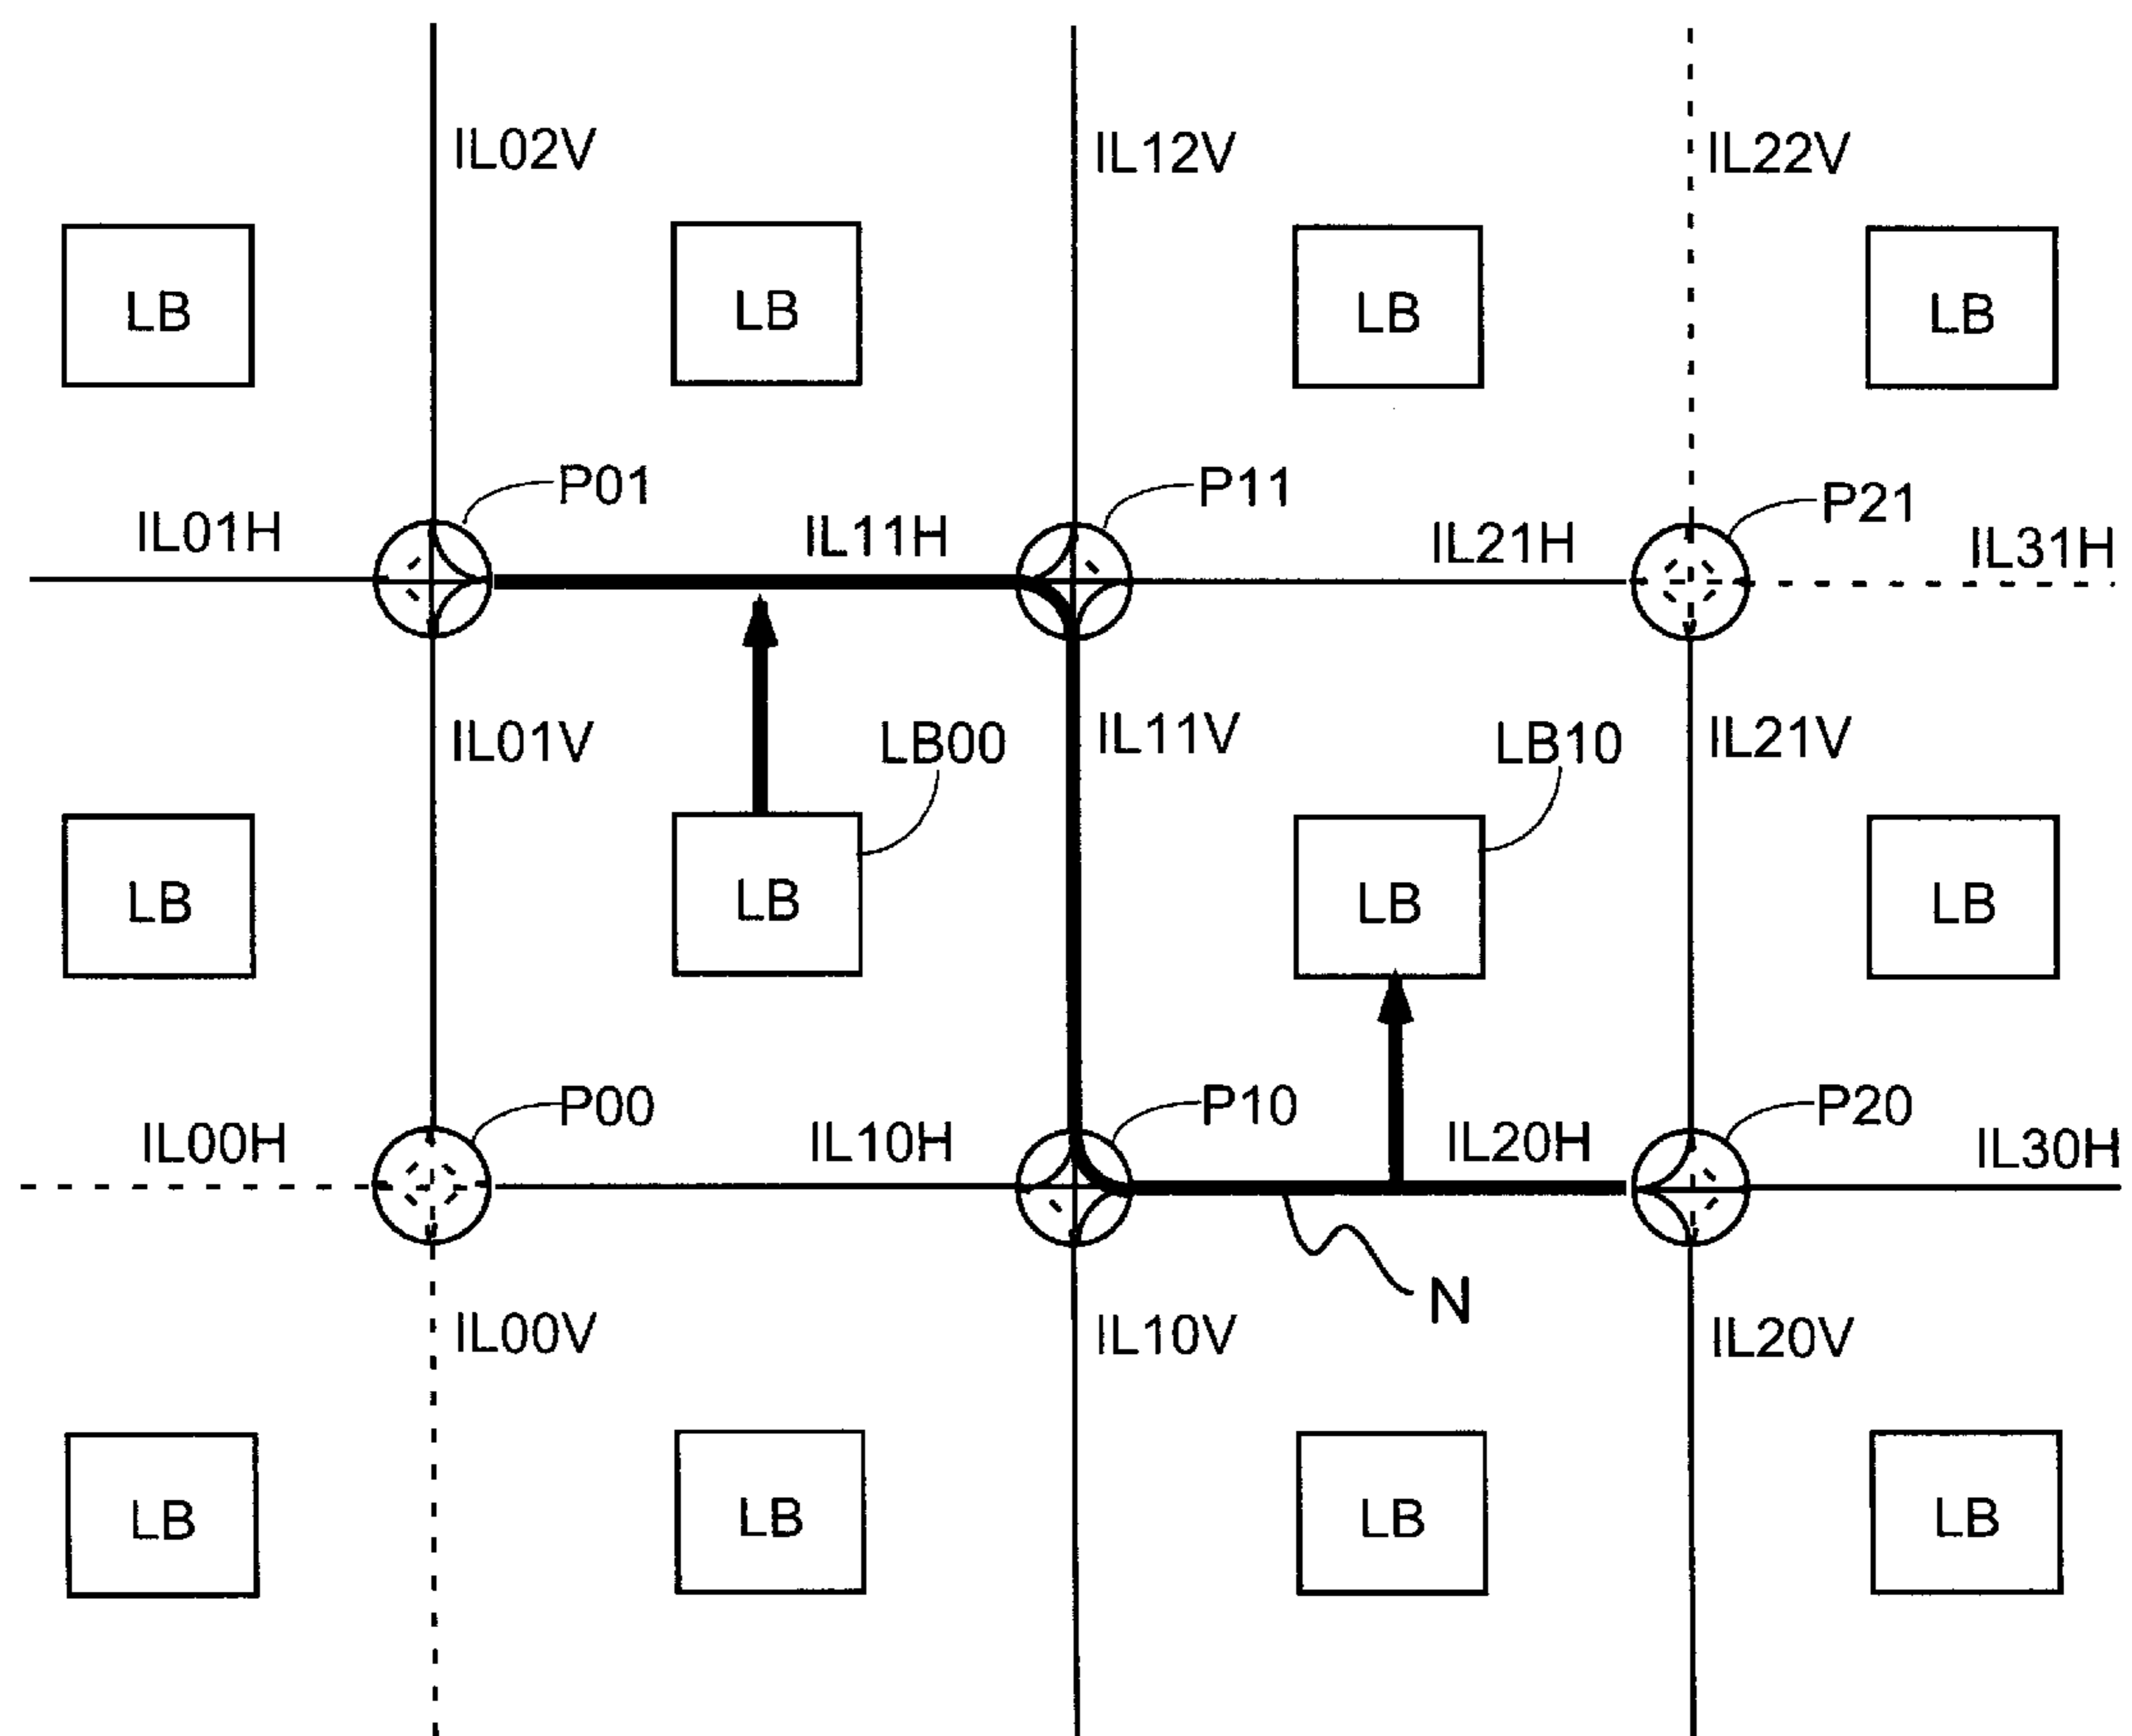 IL02V
IL12V
IL22V
LB
LB
LB
LB
P01
P11
P21
IL01H
IL11H
IL21H
IL31H
IL01V
LB00
IL11V
LB10
IL21V
LB
LB
LB
LB
P00
P10
P20
IL00H
IL10H
IL20H
IL30H
N
IL00V
IL10V
IL20V
LB
LB
LB
LB